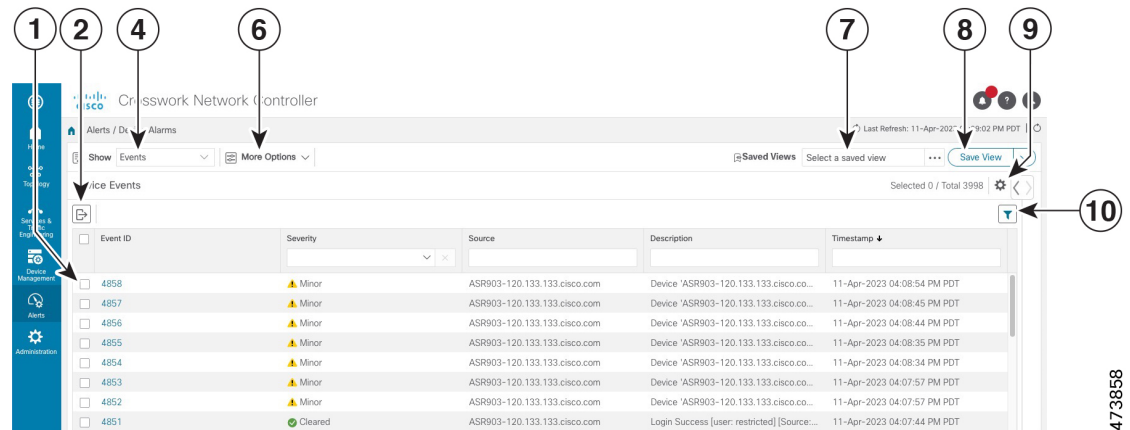 1 2 4 6 7 8 9
cisco Crosswork Network Controller
Alerts / De Alarms Last Refresh: 11-Apr-2023 :09:02 PM PDT
Show Events More Options Saved Views Select a saved view ... Save View
ice Events Selected 0 / Total 3998
10
Event ID Severity Source Description Timestamp
4858 Minor ASR903-120.133.133.cisco.com Device 'ASR903-120.133.133.cisco.co... 11-Apr-2023 04:08:54 PM PDT
4857 Minor ASR903-120.133.133.cisco.com Device 'ASR903-120.133.133.cisco.co... 11-Apr-2023 04:08:45 PM PDT
4856 Minor ASR903-120.133.133.cisco.com Device 'ASR903-120.133.133.cisco.co... 11-Apr-2023 04:08:44 PM PDT
4855 Minor ASR903-120.133.133.cisco.com Device 'ASR903-120.133.133.cisco.co... 11-Apr-2023 04:08:35 PM PDT
4854 Minor ASR903-120.133.133.cisco.com Device 'ASR903-120.133.133.cisco.co... 11-Apr-2023 04:08:34 PM PDT
4853 Minor ASR903-120.133.133.cisco.com Device 'ASR903-120.133.133.cisco.co... 11-Apr-2023 04:07:57 PM PDT
4852 Minor ASR903-120.133.133.cisco.com Device 'ASR903-120.133.133.cisco.co... 11-Apr-2023 04:07:57 PM PDT
4851 Cleared ASR903-120.133.133.cisco.com Login Success [user: restricted] [Source:... 11-Apr-2023 04:07:44 PM PDT
Home
Topology
Services &
Traffic
Engineering
Device
Management
Alerts
Administration
473858